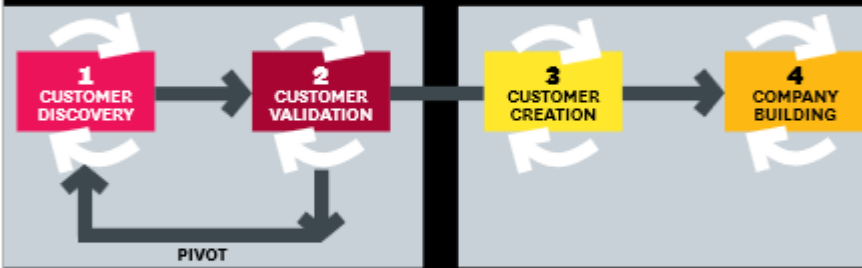 1
CUSTOMER
DISCOVERY
2
CUSTOMER
VALIDATION
3
CUSTOMER
CREATION
4
COMPANY
BUILDING
PIVOT